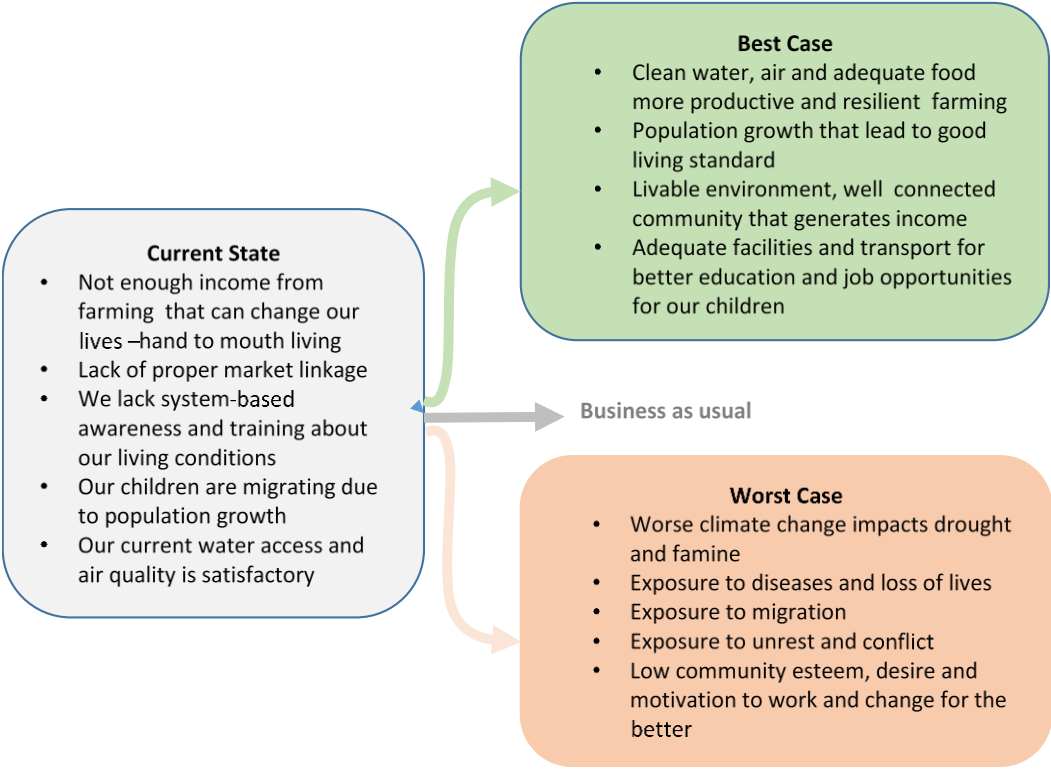 Current State
• Not enough income from
farming that can change our
lives –hand to mouth living
• Lack of proper market linkage
• We lack system-based
awareness and training about
our living conditions
• Our children are migrating due
to population growth
• Our current water access and
air quality is satisfactory
Best Case
• Clean water, air and adequate food
more productive and resilient farming
• Population growth that lead to good
living standard
• Livable environment, well connected
community that generates income
• Adequate facilities and transport for
better education and job opportunities
for our children
Business as usual
Worst Case
• Worse climate change impacts drought
and famine
• Exposure to diseases and loss of lives
• Exposure to migration
• Exposure to unrest and conflict
• Low community esteem, desire and
motivation to work and change for the
better